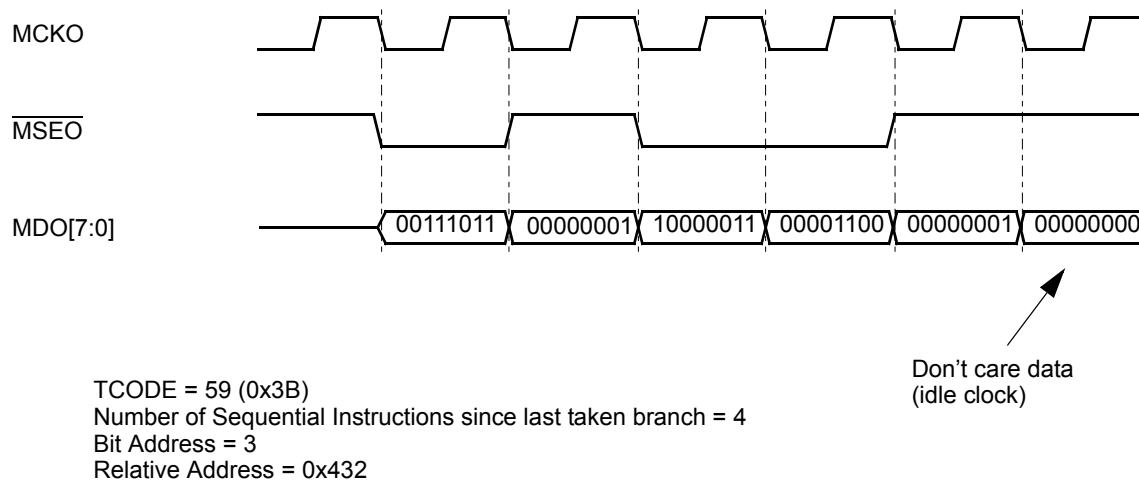 MCKO
MSEO
MDO[7:0]
00111011 00000001 10000011 00001100 00000001 00000000
Don't care data
(idle clock)
TCODE = 59 (0x3B)
Number of Sequential Instructions since last taken branch = 4
Bit Address = 3
Relative Address = 0x432